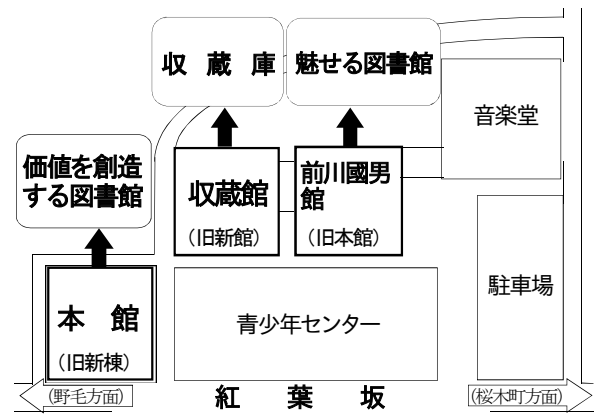 収 蔵 庫
魅せる図書館
音楽堂
価値を創造
する図書館
収蔵館
(旧新館)
前川國男
館
(旧本館)
駐車場
本 館
(旧新棟)
青少年センター
(野毛方面)
紅 葉 坂
(桜木町方面)